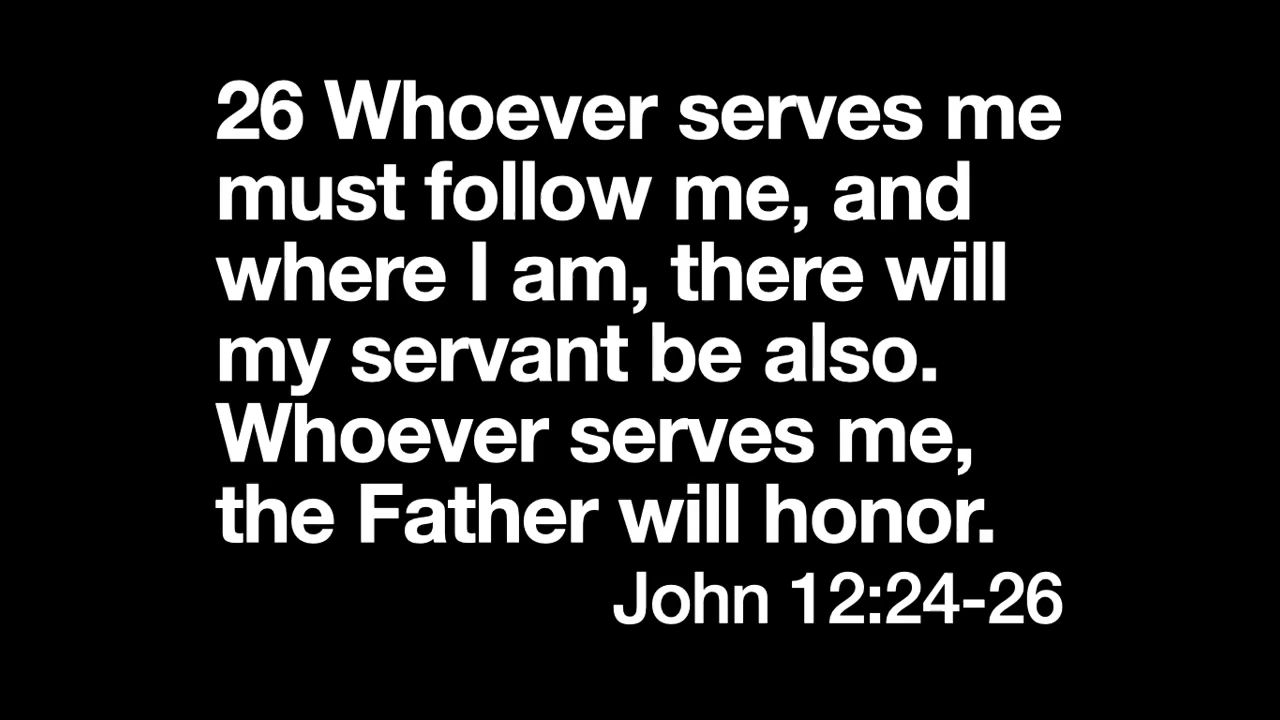 26 Whoever serves me
must follow me, and
where I am, there will
my servant be also.
Whoever serves me,
the Father will honor.
John 12:24-26